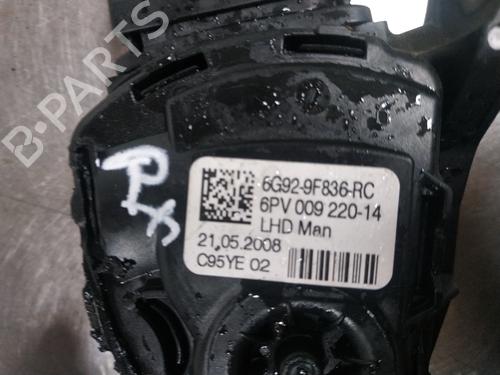 B-PARTS
6G92-9F836-RC
6PV 009 220-14
LHD Man
21.05.2008
C95YE 02